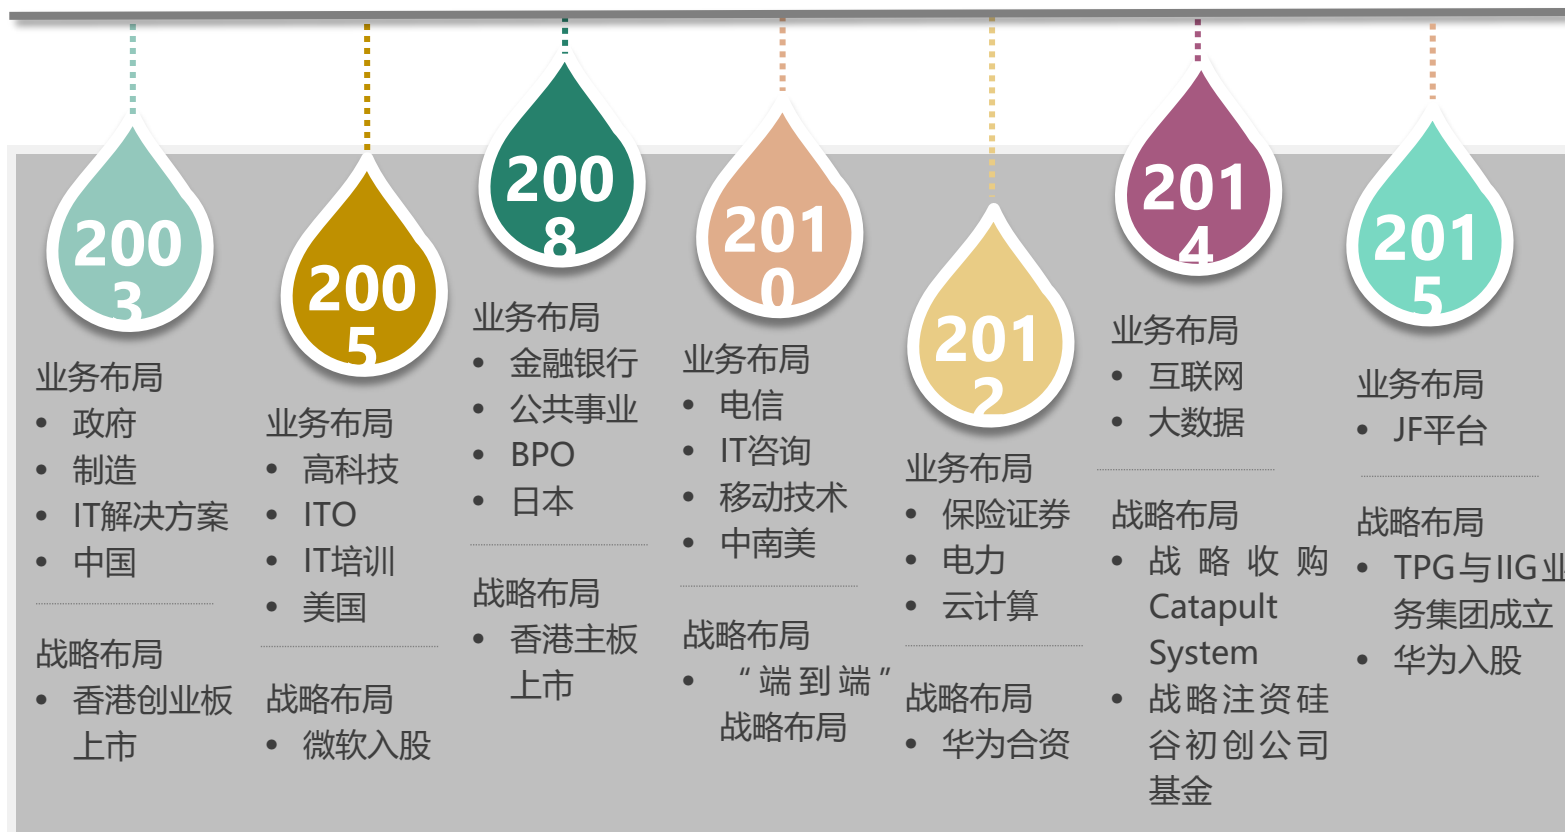 200
3
业务布局
• 政府
• 制造
• IT解决方案
• 中国
战略布局
• 香港创业板
上市
200
5
业务布局
• 高科技
• ITO
• IT培训
• 美国
战略布局
• 微软入股
200
8
业务布局
• 金融银行
• 公共事业
• BPO
• 日本
战略布局
• 香港主板
上市
201
0
业务布局
• 电信
• IT咨询
• 移动技术
• 中南美
战略布局
• “端到端”
战略布局
201
2
业务布局
• 保险证券
• 电力
• 云计算
战略布局
• 华为合资
201
4
业务布局
• 互联网
• 大数据
战略布局
• 战略收购
Catapult
System
• 战略注资硅
谷初创公司
基金
201
5
业务布局
• JF平台
战略布局
• TPG与IIG业
务集团成立
• 华为入股